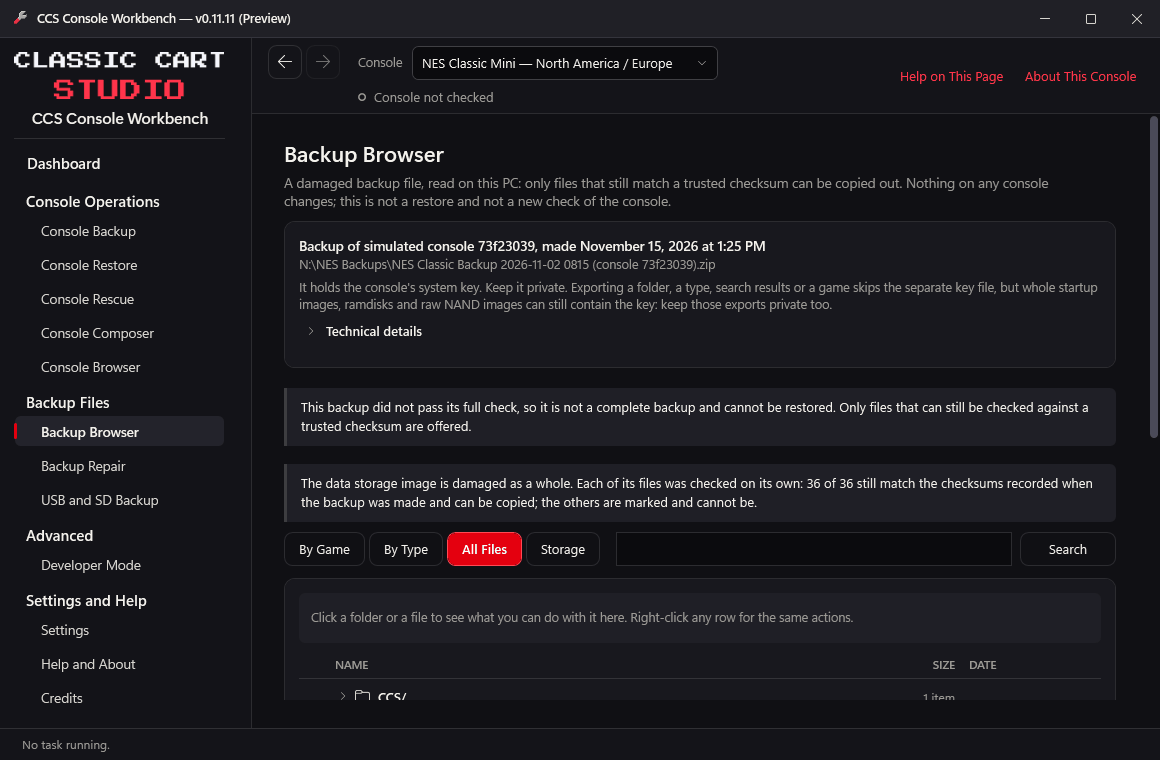 CCS Console Workbench — v0.11.11 (Preview)
CLASSIC CART
STUDIO
CCS Console Workbench
Dashboard
Console Operations
Console Backup
Console Restore
Console Rescue
Console Composer
Console Browser
Backup Files
Backup Browser
Backup Repair
USB and SD Backup
Advanced
Developer Mode
Settings and Help
Settings
Help and About
Credits
Console
NES Classic Mini — North America / Europe
Console not checked
Help on This Page
About This Console
Backup Browser
A damaged backup file, read on this PC: only files that still match a trusted checksum can be copied out. Nothing on any console
changes; this is not a restore and not a new check of the console.
Backup of simulated console 73f23039, made November 15, 2026 at 1:25 PM
N:\NES Backups\NES Classic Backup 2026-11-02 0815 (console 73f23039).zip
It holds the console's system key. Keep it private. Exporting a folder, a type, search results or a game skips the separate key file, but whole startup
images, ramdisks and raw NAND images can still contain the key: keep those exports private too.
Technical details
This backup did not pass its full check, so it is not a complete backup and cannot be restored. Only files that can still be checked against a
trusted checksum are offered.
The data storage image is damaged as a whole. Each of its files was checked on its own: 36 of 36 still match the checksums recorded when
the backup was made and can be copied; the others are marked and cannot be.
By Game
By Type
All Files
Storage
Search
Click a folder or a file to see what you can do with it here. Right-click any row for the same actions.
NAME
SIZE
DATE
CCS/
1 item
No task running.